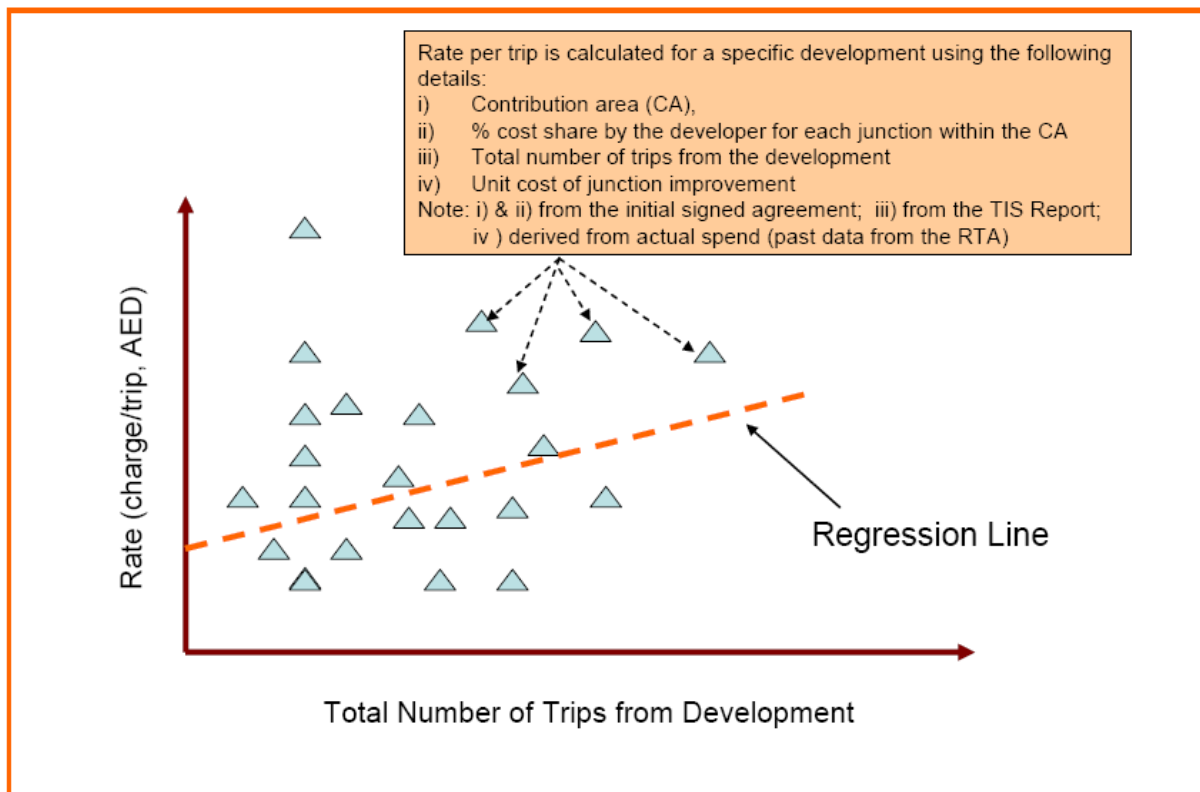 Rate per trip is calculated for a specific development using the following
details:
i) Contribution area (CA),
ii) % cost share by the developer for each junction within the CA
iii) Total number of trips from the development
iv) Unit cost of junction improvement
Note: i) & ii) from the initial signed agreement; iii) from the TIS Report;
iv ) derived from actual spend (past data from the RTA)
Rate (charge/trip, AED)
Regression Line
Total Number of Trips from Development